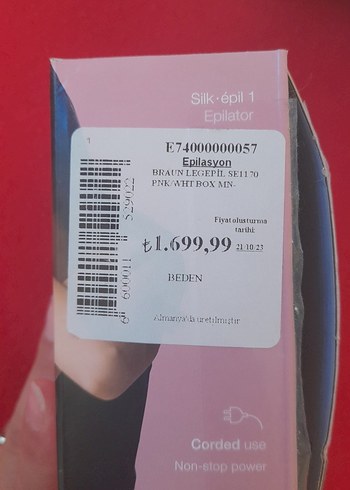 Silk·épil 1
Epilator
E74000000057
Epilasyon
BRAUN LEGEPİL SE1170
PNK/WHT BOX MN-
Fiyat oluşturma
tarihi:
₺1.699,99 21/10/23
BEDEN
Almanya'da üretilmiştir
Corded use
Non-stop power